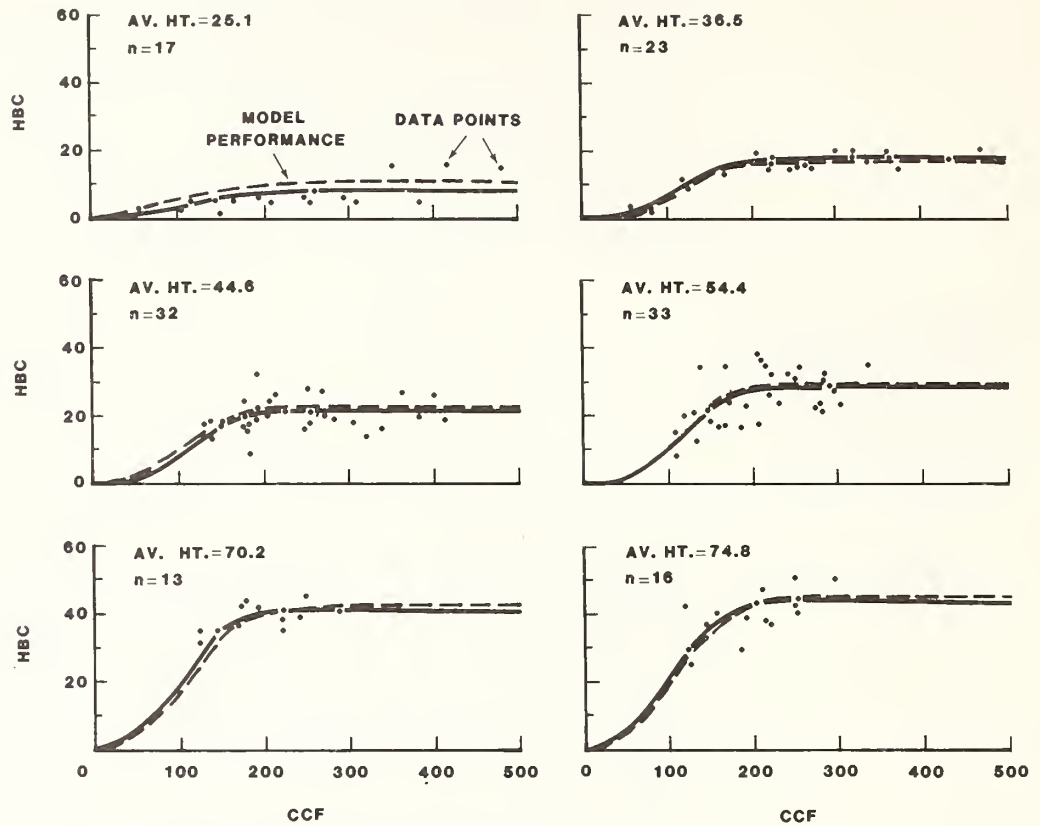 60
40
20
0
HBC
AV. HT.=25.1
n=17
MODEL
PERFORMANCE
DATA POINTS
AV. HT.=36.5
n=23
60
40
20
0
HBC
AV. HT.=44.6
n=32
AV. HT.=54.4
n=33
60
40
20
HBC
AV. HT.=70.2
n=13
AV. HT.=74.8
n=16
0 100 200 300 400 500
CCF
0 100 200 300 400 500
CCF